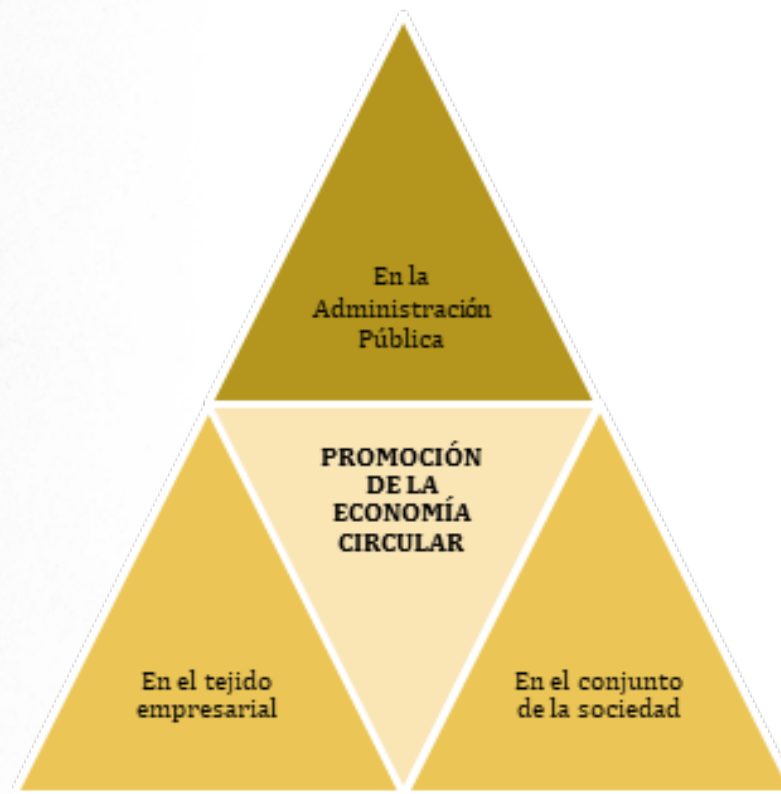 En la
Administración
Pública
PROMOCIÓN
DE LA
ECONOMÍA
CIRCULAR
En el tejido
empresarial
En el conjunto
de la sociedad